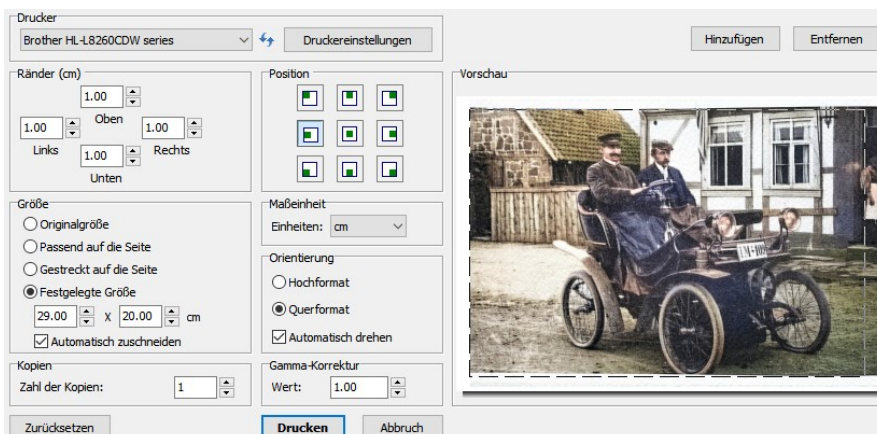 Drucker
Brother HL-L8260CDW series
Druckereinstellungen
Hinzufügen
Entfernen
Ränder (cm)
1.00
Oben
1.00
1.00
Links
Rechts
1.00
Unten
Position
Vorschau
Größe
Originalgröße
Passend auf die Seite
Gestreckt auf die Seite
Festgelegte Größe
29.00 X 20.00 cm
Automatisch zuschneiden
Maßeinheit
Einheiten: cm
Orientierung
Hochformat
Querformat
Automatisch drehen
Kopien
Zahl der Kopien: 1
Gamma-Korrektur
Wert: 1.00
Zurücksetzen
Drucken
Abbruch